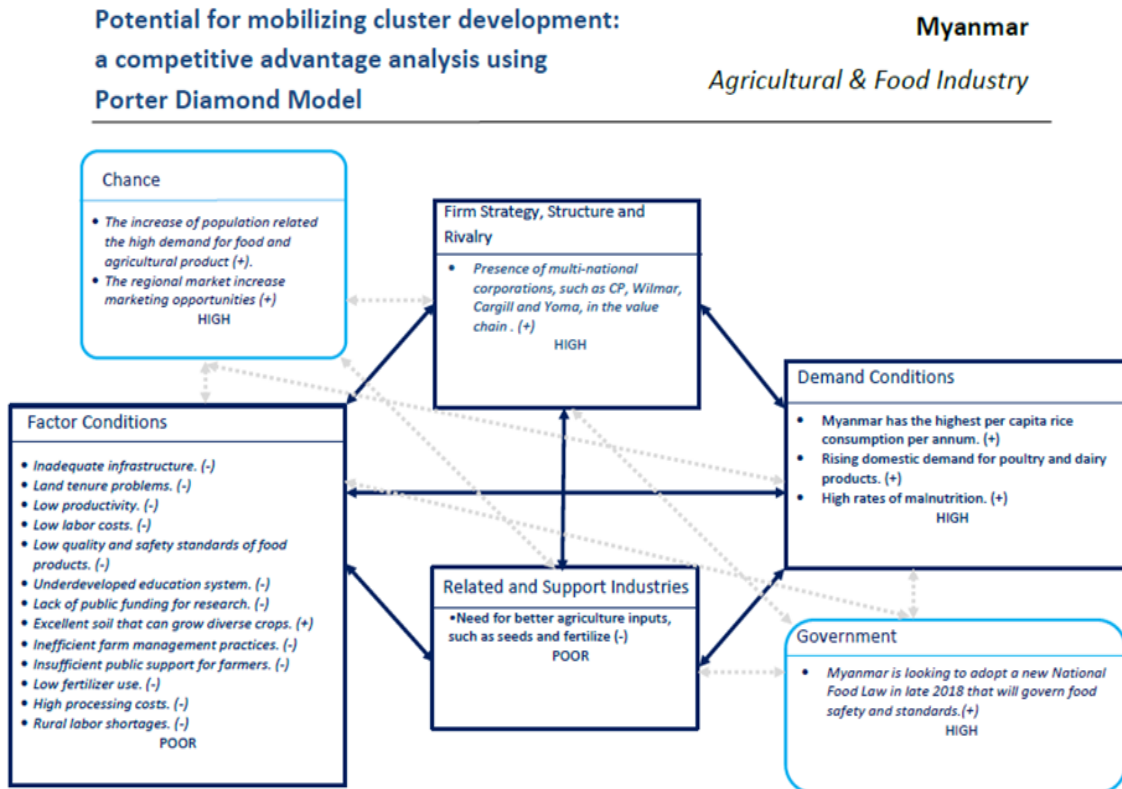 Potential for mobilizing cluster development:
a competitive advantage analysis using
Porter Diamond Model
Myanmar
Agricultural & Food Industry
Chance
• The increase of population related
the high demand for food and
agricultural product (+).
• The regional market increase
marketing opportunities (+)
HIGH
Firm Strategy, Structure and
Rivalry
• Presence of multi-national
corporations, such as CP, Wilmar,
Cargill and Yoma, in the value
chain . (+)
HIGH
Demand Conditions
• Myanmar has the highest per capita rice
consumption per annum. (+)
• Rising domestic demand for poultry and dairy
products. (+)
• High rates of malnutrition. (+)
HIGH
Factor Conditions
• Inadequate infrastructure. (-)
• Land tenure problems. (-)
• Low productivity. (-)
• Low labor costs. (-)
• Low quality and safety standards of food
products. (-)
• Underdeveloped education system. (-)
• Lack of public funding for research. (-)
• Excellent soil that can grow diverse crops. (+)
• Inefficient farm management practices. (-)
• Insufficient public support for farmers. (-)
• Low fertilizer use. (-)
• High processing costs. (-)
• Rural labor shortages. (-)
POOR
Related and Support Industries
•Need for better agriculture inputs,
such as seeds and fertilize (-)
POOR
Government
• Myanmar is looking to adopt a new National
Food Law in late 2018 that will govern food
safety and standards.(+)
HIGH